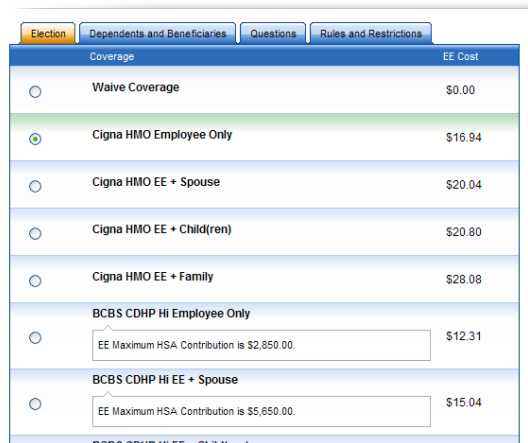 Election Dependents and Beneficiaries Questions Rules and Restrictions
Coverage EE Cost
Waive Coverage $0.00
Cigna HMO Employee Only $16.94
Cigna HMO EE + Spouse $20.04
Cigna HMO EE + Child(ren) $20.80
Cigna HMO EE + Family $28.08
BCBS CDHP Hi Employee Only
EE Maximum HSA Contribution is $2,850.00. $12.31
BCBS CDHP Hi EE + Spouse
EE Maximum HSA Contribution is $5,650.00. $15.04